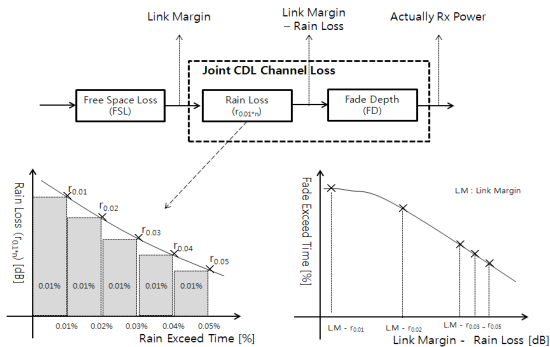 Link Margin
Link Margin
– Rain Loss
Actually Rx Power
Joint CDL Channel Loss
Free Space Loss
(FSL)
Rain Loss
(r0.01*n)
Fade Depth
(FD)
Rain Loss (r0.01*n) [dB]
r0.01
r0.02
r0.03
r0.04
r0.05
0.01%
0.01%
0.01%
0.01%
0.01%
0.01%
0.02%
0.03%
0.04%
0.05%
Rain Exceed Time [%]
Fade Exceed Time [%]
L.M : Link Margin
L.M - r0.01
L.M - r0.02
L.M - r0.03 - r0.05
Link Margin - Rain Loss [dB]